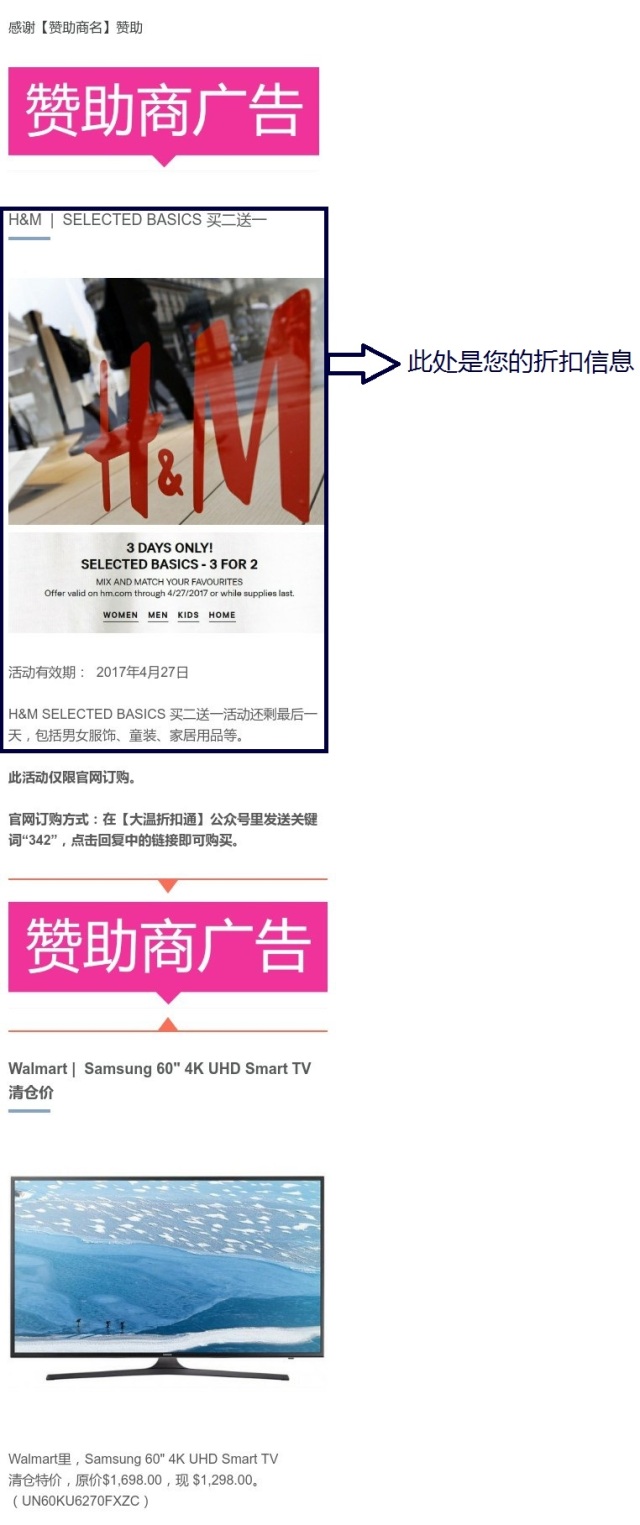 感谢【赞助商名】赞助
赞助商广告
H&M | SELECTED BASICS 买二送一
H&M
此处是您的折扣信息
3 DAYS ONLY!
SELECTED BASICS - 3 FOR 2
MIX AND MATCH YOUR FAVOURITES
Offer valid on hm.com through 4/27/2017 or while supplies last.
WOMEN MEN KIDS HOME
活动有效期： 2017年4月27日
H&M SELECTED BASICS 买二送一活动还剩最后一
天，包括男女服饰、童装、家居用品等。
此活动仅限官网订购。
官网订购方式：在【大温折扣通】公众号里发送关键
词“342”，点击回复中的链接即可购买。
赞助商广告
Walmart | Samsung 60" 4K UHD Smart TV
清仓价
Walmart里，Samsung 60" 4K UHD Smart TV
清仓特价，原价$1,698.00，现 $1,298.00。
（UN60KU6270FXZC）